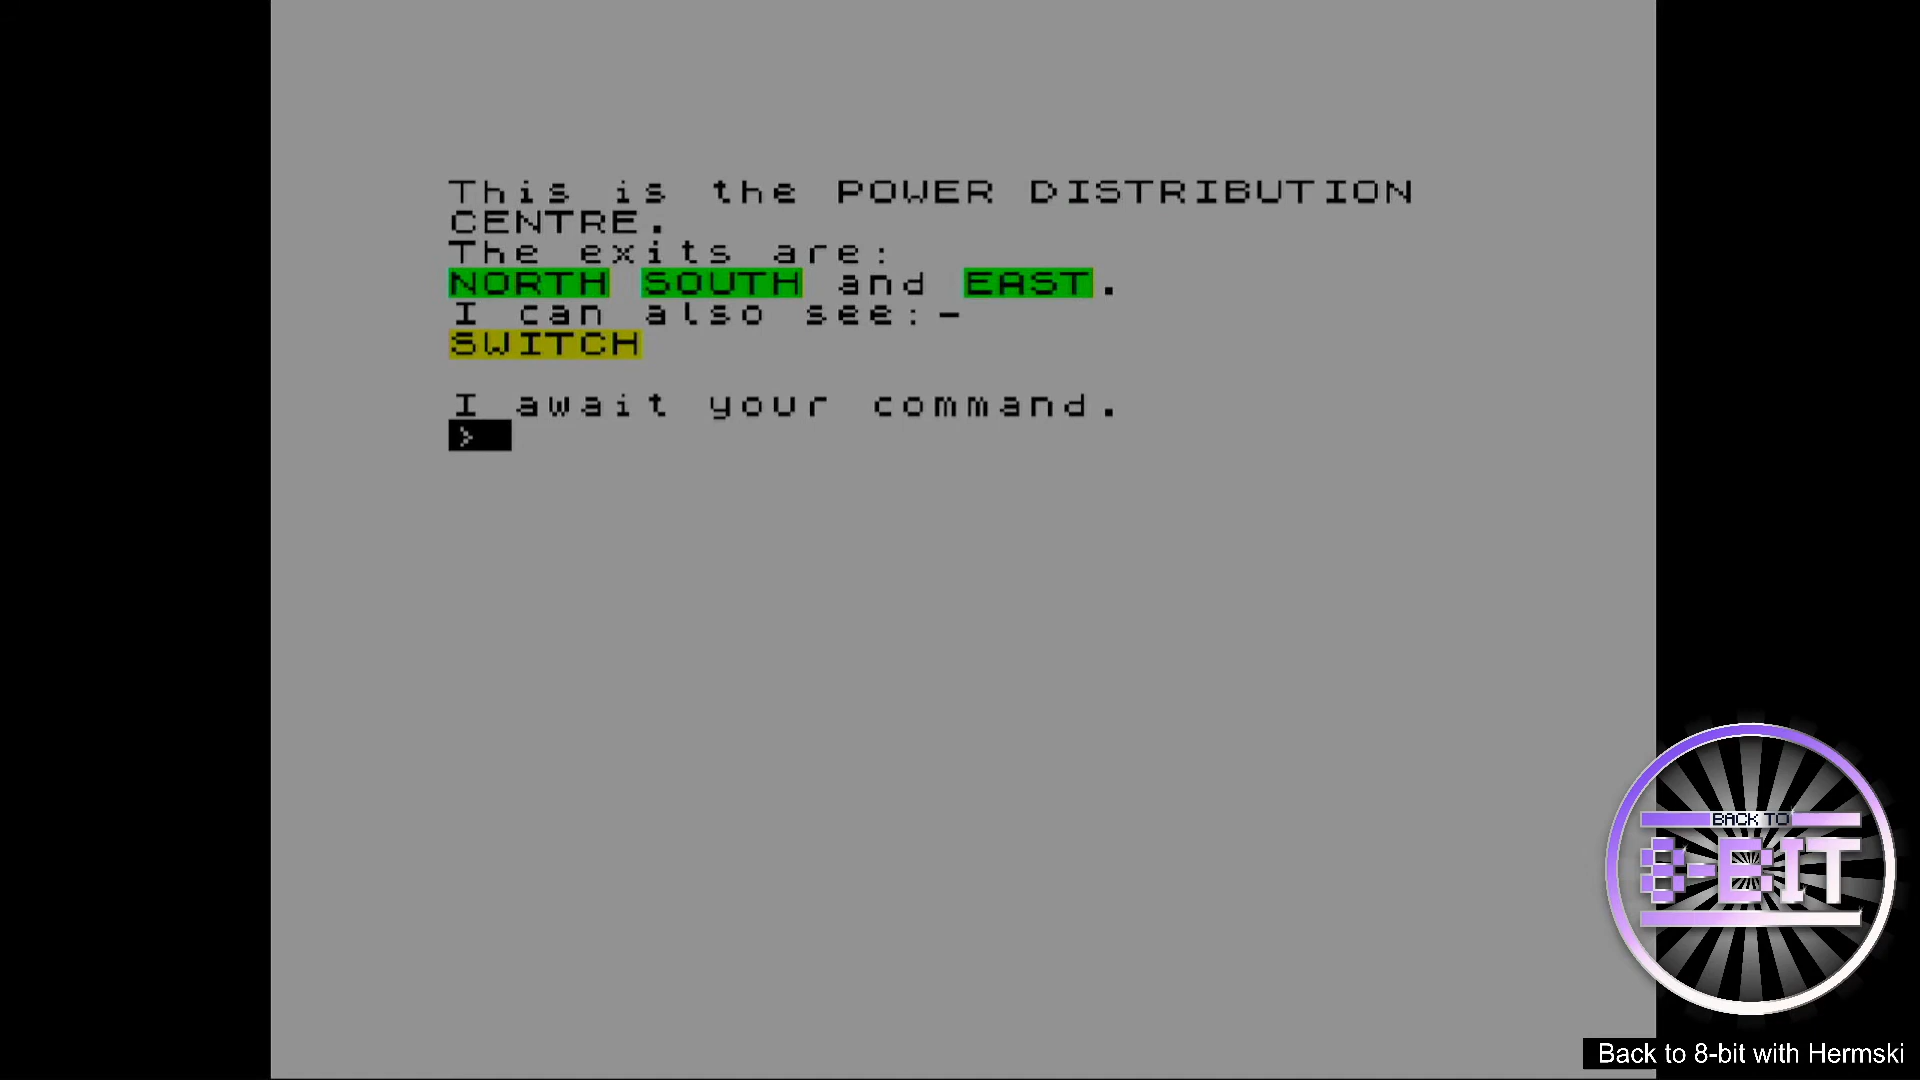 This is the POWER DISTRIBUTION
CENTRE.
The exits are:
NORTH SOUTH and EAST.
I can also see:-
SWITCH
I await your command.
>
BACK TO
8-BIT
Back to 8-bit with Hermski